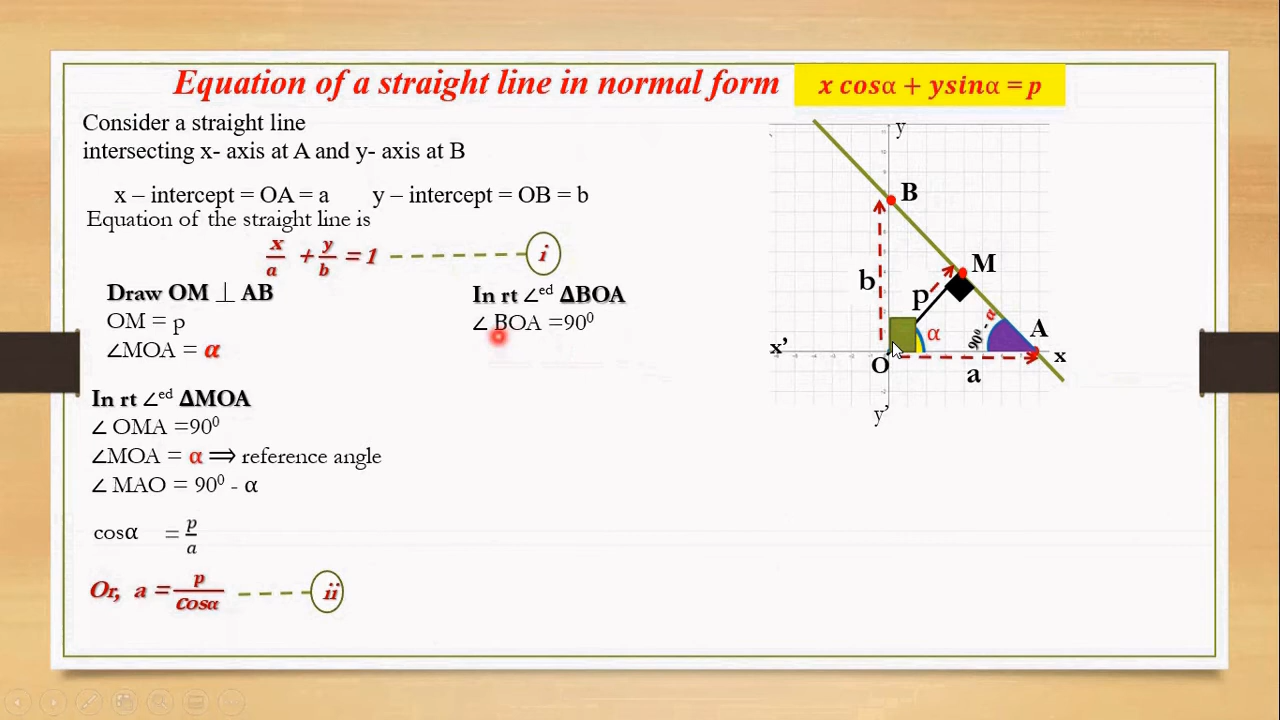 Equation of a straight line in normal form
x cosα + ysinα = p
Consider a straight line
intersecting x- axis at A and y- axis at B
x – intercept = OA = a y – intercept = OB = b
Equation of the straight line is
x/a + y/b = 1 i
Draw OM ⊥ AB
OM = p
∠MOA = α
In rt ∠ed ΔMOA
∠ OMA =90⁰
∠MOA = α ⟹ reference angle
∠ MAO = 90⁰ - α
cosα = p/a
Or, a = p/cosα ii
In rt ∠ed ΔBOA
∠ BOA =90⁰
y
B
M
b
p
α
90⁰ - α
A
x'
x
O
a
y'